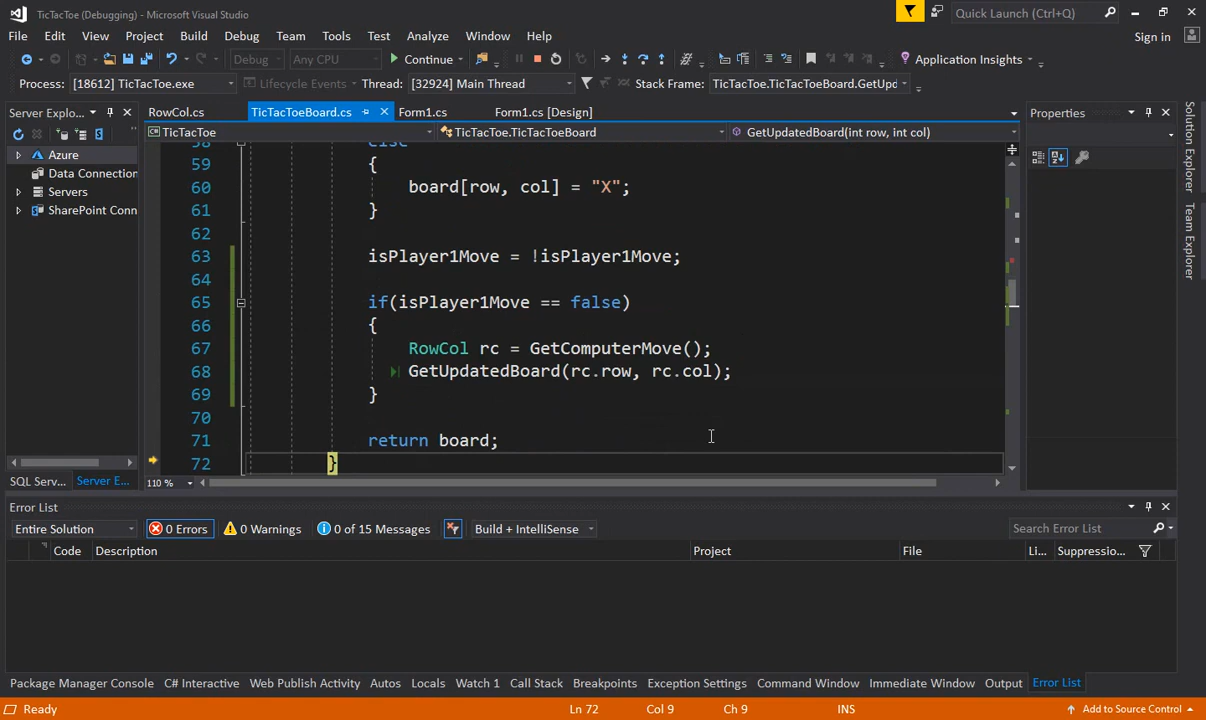 TicTacToe (Debugging) - Microsoft Visual Studio
Quick Launch (Ctrl+Q)
File Edit View Project Build Debug Team Tools Test Analyze Window Help
Sign in
Debug Any CPU Continue Application Insights
Process: [18612] TicTacToe.exe Lifecycle Events Thread: [32924] Main Thread Stack Frame: TicTacToe.TicTacToeBoard.GetUpd
Server Explo... RowCol.cs TicTacToeBoard.cs Form1.cs Form1.cs [Design] Properties
TicTacToe TicTacToe.TicTacToeBoard GetUpdatedBoard(int row, int col)
Azure
Data Connection
Servers
SharePoint Conn
SQL Serv... Server E...
58 else
59 {
60 board[row, col] = "X";
61 }
62
63 isPlayer1Move = !isPlayer1Move;
64
65 if(isPlayer1Move == false)
66 {
67 RowCol rc = GetComputerMove();
68 GetUpdatedBoard(rc.row, rc.col);
69 }
70
71 return board;
72 }
110 %
Solution Explorer
Team Explorer
Error List
Entire Solution 0 Errors 0 Warnings 0 of 15 Messages Build + IntelliSense Search Error List
Code Description Project File Li... Suppressio...
Package Manager Console C# Interactive Web Publish Activity Autos Locals Watch 1 Call Stack Breakpoints Exception Settings Command Window Immediate Window Output Error List
Ready Ln 72 Col 9 Ch 9 INS Add to Source Control